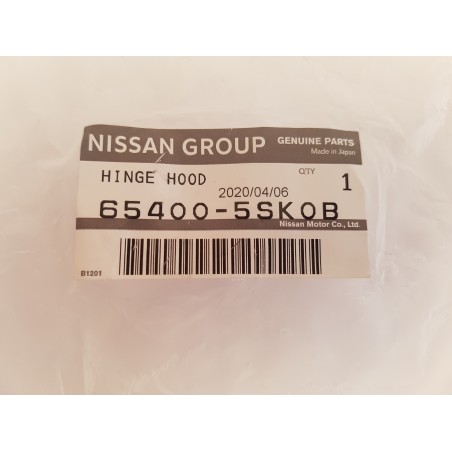 NISSAN GROUP GENUINE PARTS
Made in Japan
HINGE HOOD Q'TY 1
2020/04/06
65400-5SK0B
Nissan Motor Co., Ltd.
B1201